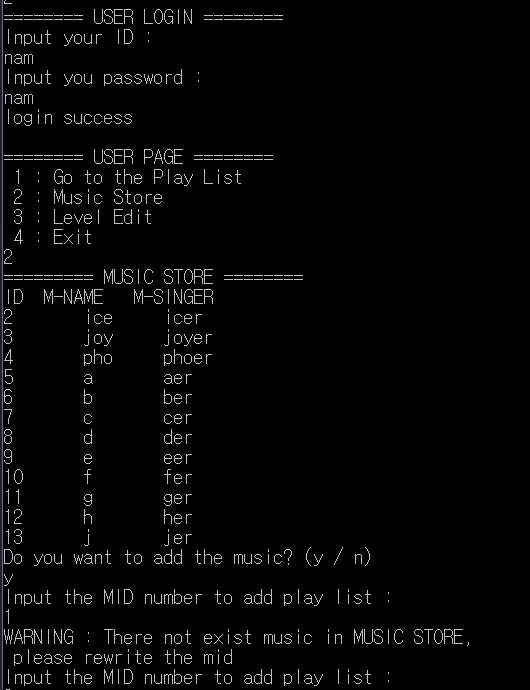 ======== USER LOGIN ========
Input your ID :
nam
Input you password :
nam
login success
======== USER PAGE ========
1 : Go to the Play List
2 : Music Store
3 : Level Edit
4 : Exit
2
========= MUSIC STORE ========
ID M-NAME M-SINGER
2 ice icer
3 joy joyer
4 pho phoer
5 a aer
6 b ber
7 c cer
8 d der
9 e eer
10 f fer
11 g ger
12 h her
13 j jer
Do you want to add the music? (y / n)
y
Input the MID number to add play list :
1
WARNING : There not exist music in MUSIC STORE,
please rewrite the mid
Input the MID number to add play list :